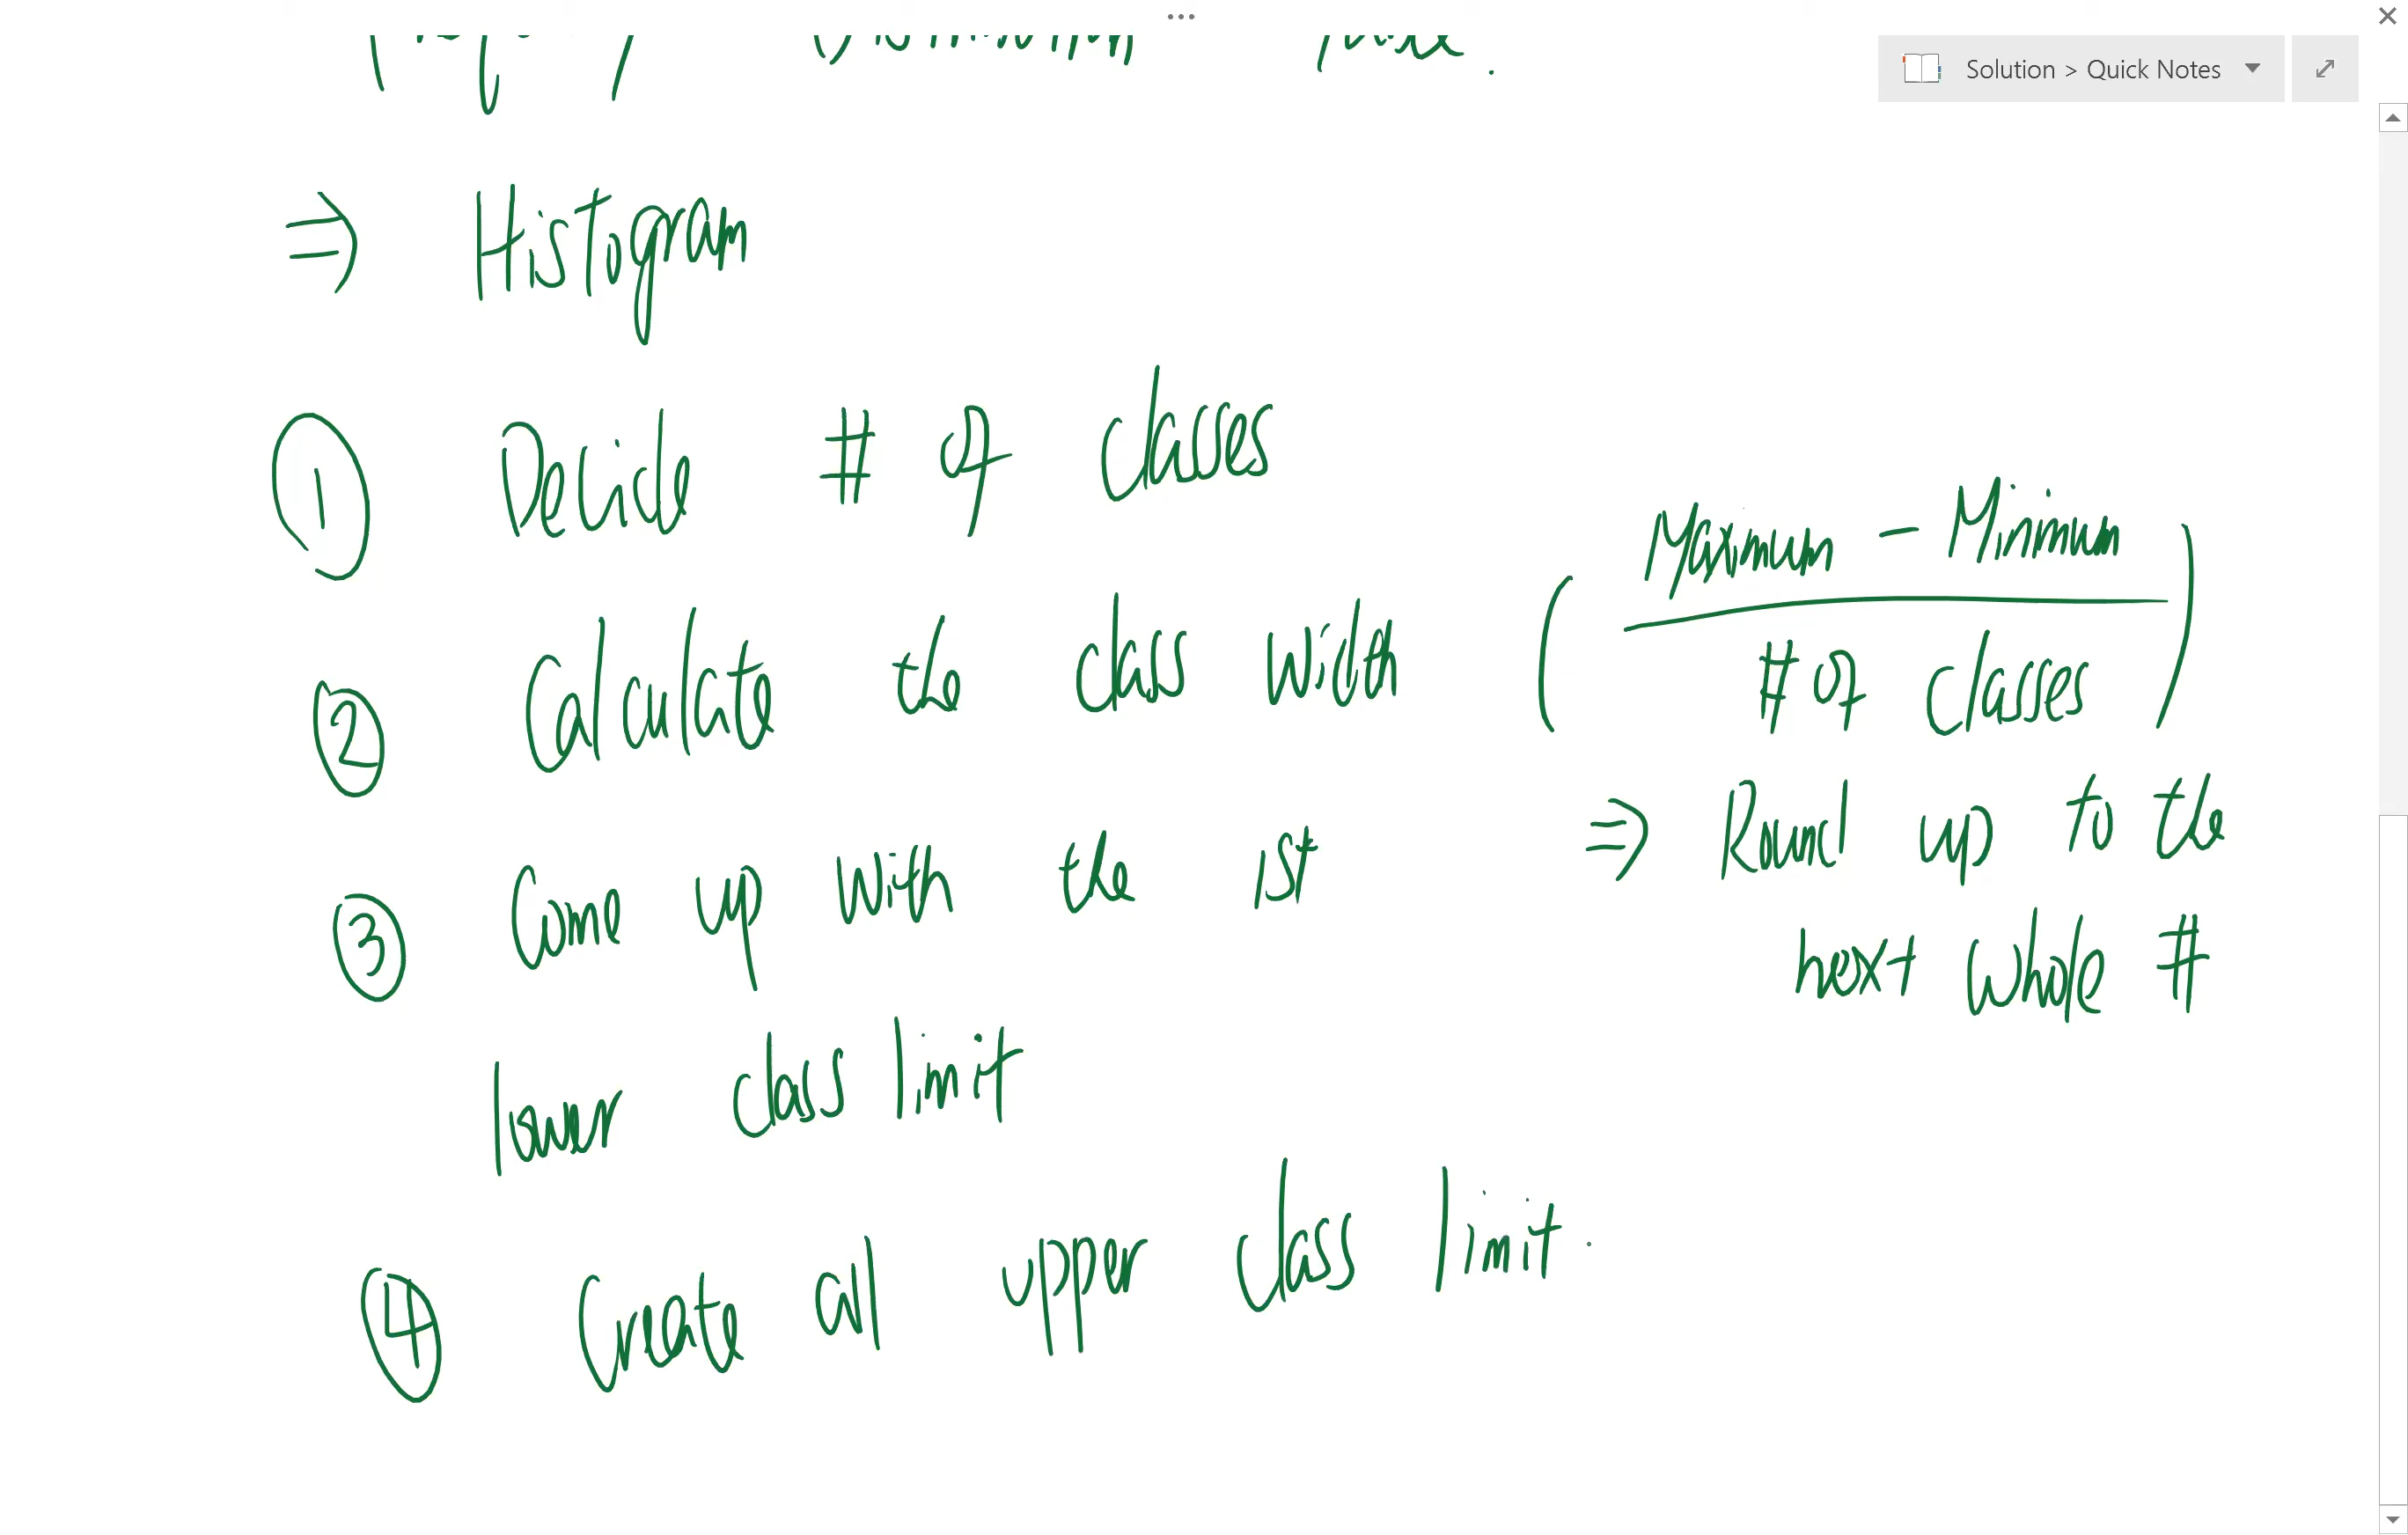 Solution > Quick Notes
⇒ Histogram
① Decide # of classes
② Calculate the class width ( Maximum - Minimum / # of classes )
⇒ Round up to the
next whole #
③ Come up with the 1st
lower class limit
④ Create all upper class limit.